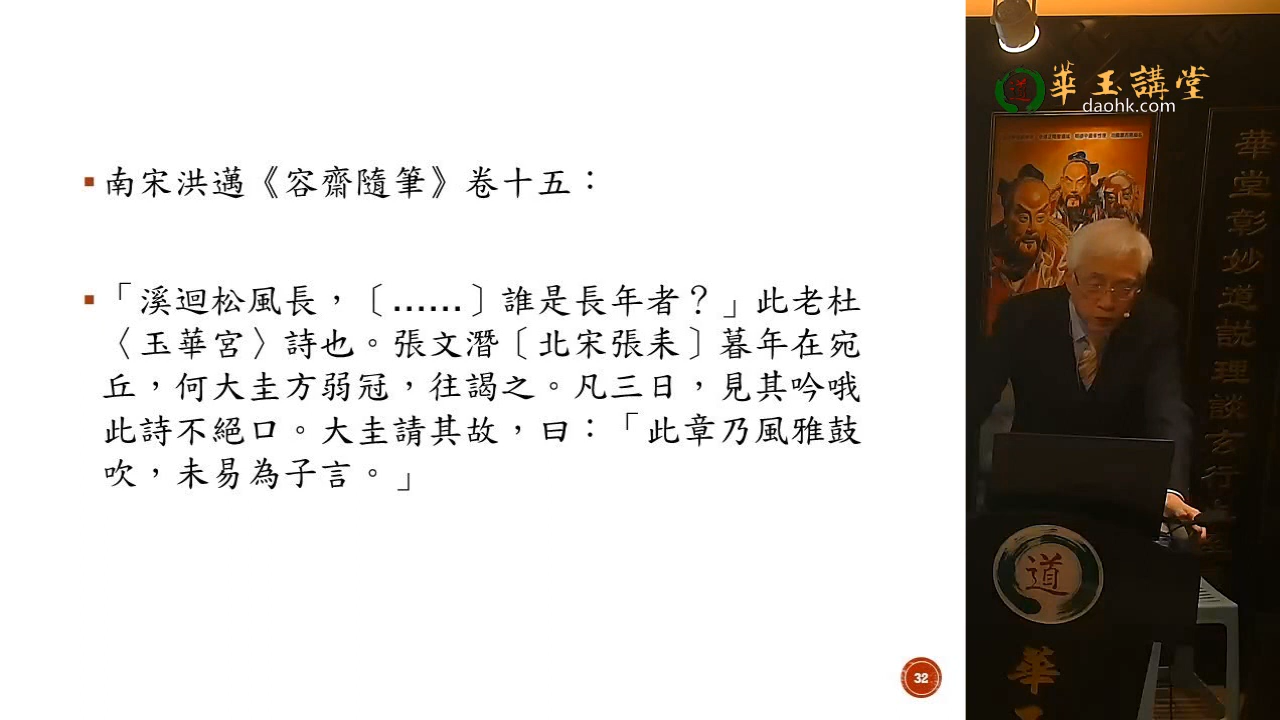 南宋洪邁《容齋隨筆》卷十五：
「溪迴松風長，〔……〕誰是長年者？」此老杜
〈玉華宮〉詩也。張文潛〔北宋張耒〕暮年在宛
丘，何大圭方弱冠，往謁之。凡三日，見其吟哦
此詩不絕口。大圭請其故，曰：「此章乃風雅鼓
吹，未易為子言。」
32
道
華玉講堂
daohk.com
華堂彰妙道說理談玄行
道
華